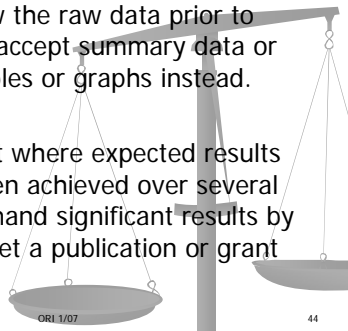 w the raw data prior to
accept summary data or
les or graphs instead.
t where expected results
en achieved over several
hand significant results by
et a publication or grant
ORI 1/07
44